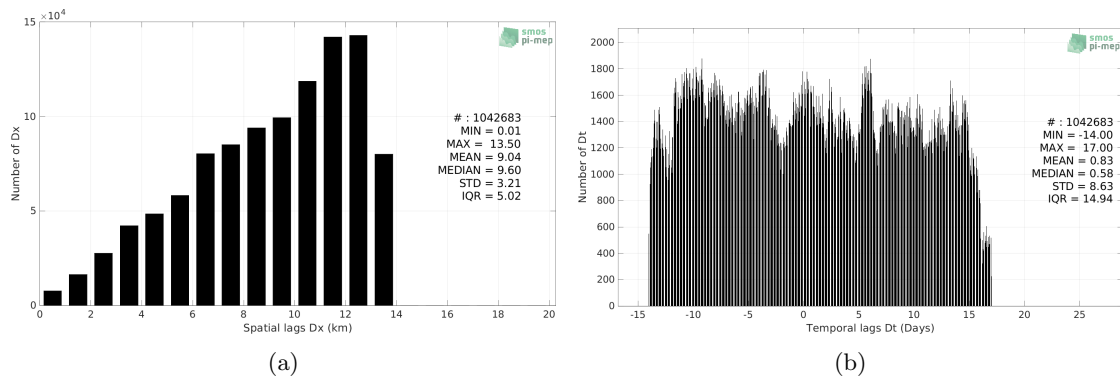 ×10⁴
15
10
5
0
Number of Dx
smos
pi-mep
# : 1042683
MIN = 0.01
MAX = 13.50
MEAN = 9.04
MEDIAN = 9.60
STD = 3.21
IQR = 5.02
0 2 4 6 8 10 12 14 16 18 20
Spatial lags Dx (km)
(a)
2000
1800
1600
1400
1200
1000
800
600
400
200
0
Number of Dt
smos
pi-mep
# : 1042683
MIN = -14.00
MAX = 17.00
MEAN = 0.83
MEDIAN = 0.58
STD = 8.63
IQR = 14.94
-15 -10 -5 0 5 10 15 20 25
Temporal lags Dt (Days)
(b)